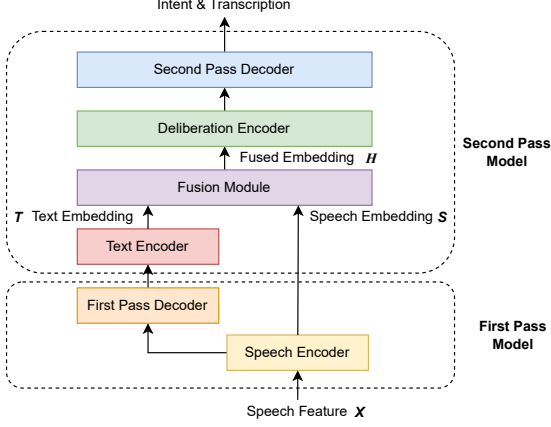 Intent & Transcription
Second Pass Decoder
Deliberation Encoder
Fused Embedding H
Second Pass
Model
Fusion Module
T Text Embedding
Speech Embedding S
Text Encoder
First Pass Decoder
First Pass
Model
Speech Encoder
Speech Feature X